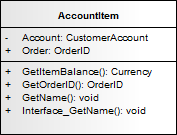 AccountItem
- Account: CustomerAccount
+ Order: OrderID
+ GetItemBalance(): Currency
+ GetOrderID(): OrderID
+ GetName(): void
+ Interface_GetName(): void